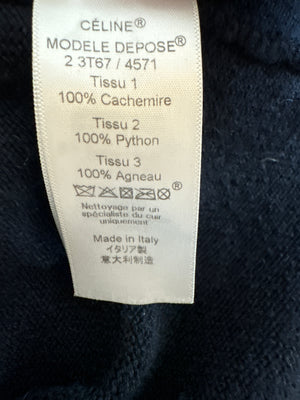 CÉLINE®
MODELE DEPOSE®
2 3T67 / 4571
Tissu 1
100% Cachemire
Tissu 2
100% Python
Tissu 3
100% Agneau
®
Nettoyage par un
spécialiste du cuir
uniquement
Made in Italy
イタリア製
意大利制造